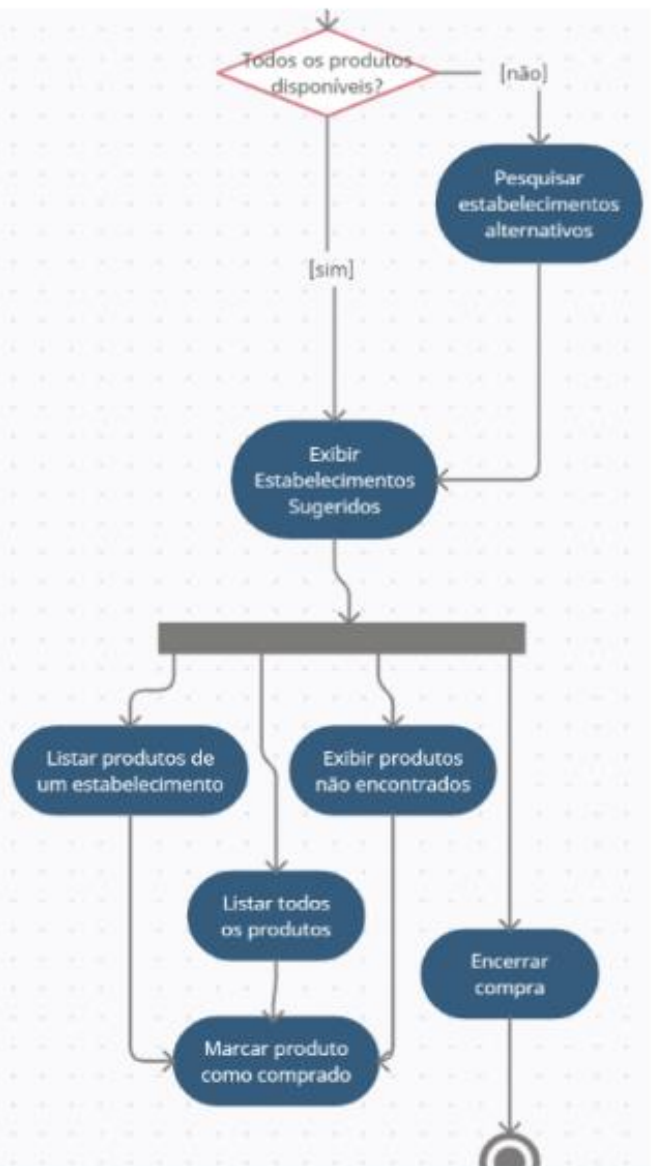 Todos os produtos
disponíveis?
[não]
Pesquisar
estabelecimentos
alternativos
[sim]
Exibir
Estabelecimentos
Sugeridos
Listar produtos de
um estabelecimento
Exibir produtos
não encontrados
Listar todos
os produtos
Encerrar
compra
Marcar produto
como comprado